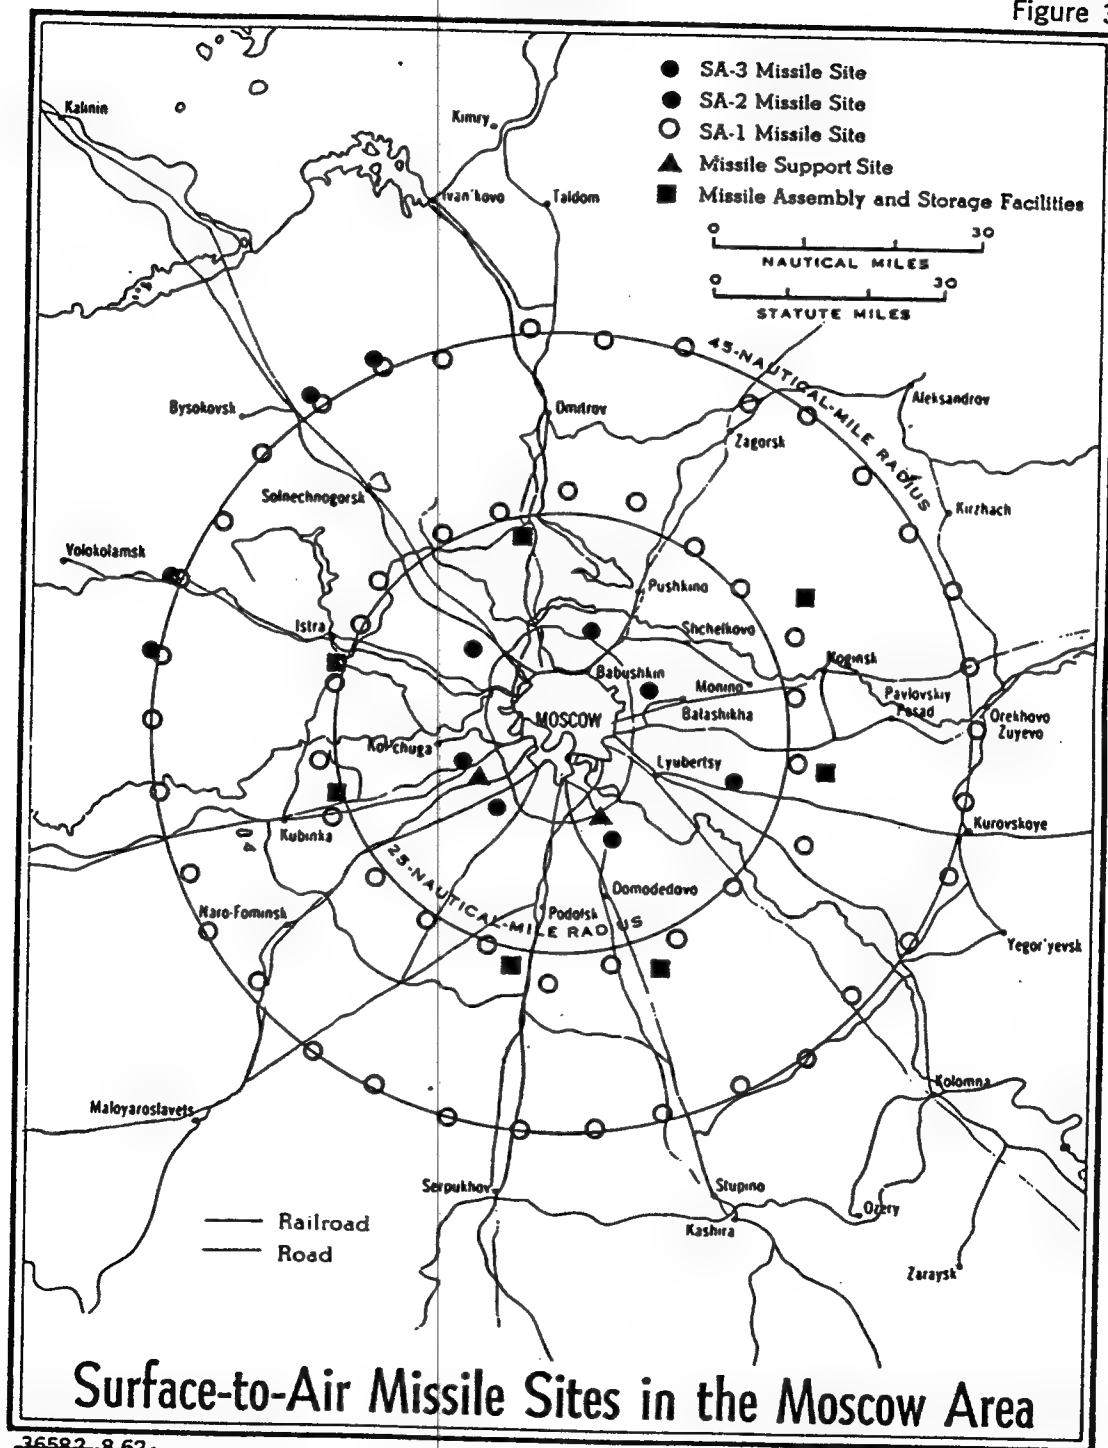 Figure 3
SA-3 Missile Site
SA-2 Missile Site
SA-1 Missile Site
Missile Support Site
Missile Assembly and Storage Facilities
0 30
NAUTICAL MILES
0 30
STATUTE MILES
Kalinin
Kimry
Ivan'kovo
Taldom
45-NAUTICAL-MILE RADIUS
Bysokovsk
Dmitrov
Aleksandrov
Zagorsk
Solnechnogorsk
Kirzhach
Volokolamsk
Pushkino
Istra
Shchelkovo
Noginsk
Babushkin
Monino
Pavlovskiy
Posad
MOSCOW
Balashikha
Orekhovo
Zuyevo
Kol-chuga
Lyubertsy
Kubinka
Kurovskoye
25-NAUTICAL-MILE RADIUS
Domodedovo
Naro-Fominsk
Podolsk
Yegor'yevsk
Kolomna
Maloyaroslavets
Serpukhov
Stupino
Ozery
Kashira
Railroad
Road
Zaraysk
Surface-to-Air Missile Sites in the Moscow Area
36582 8-62